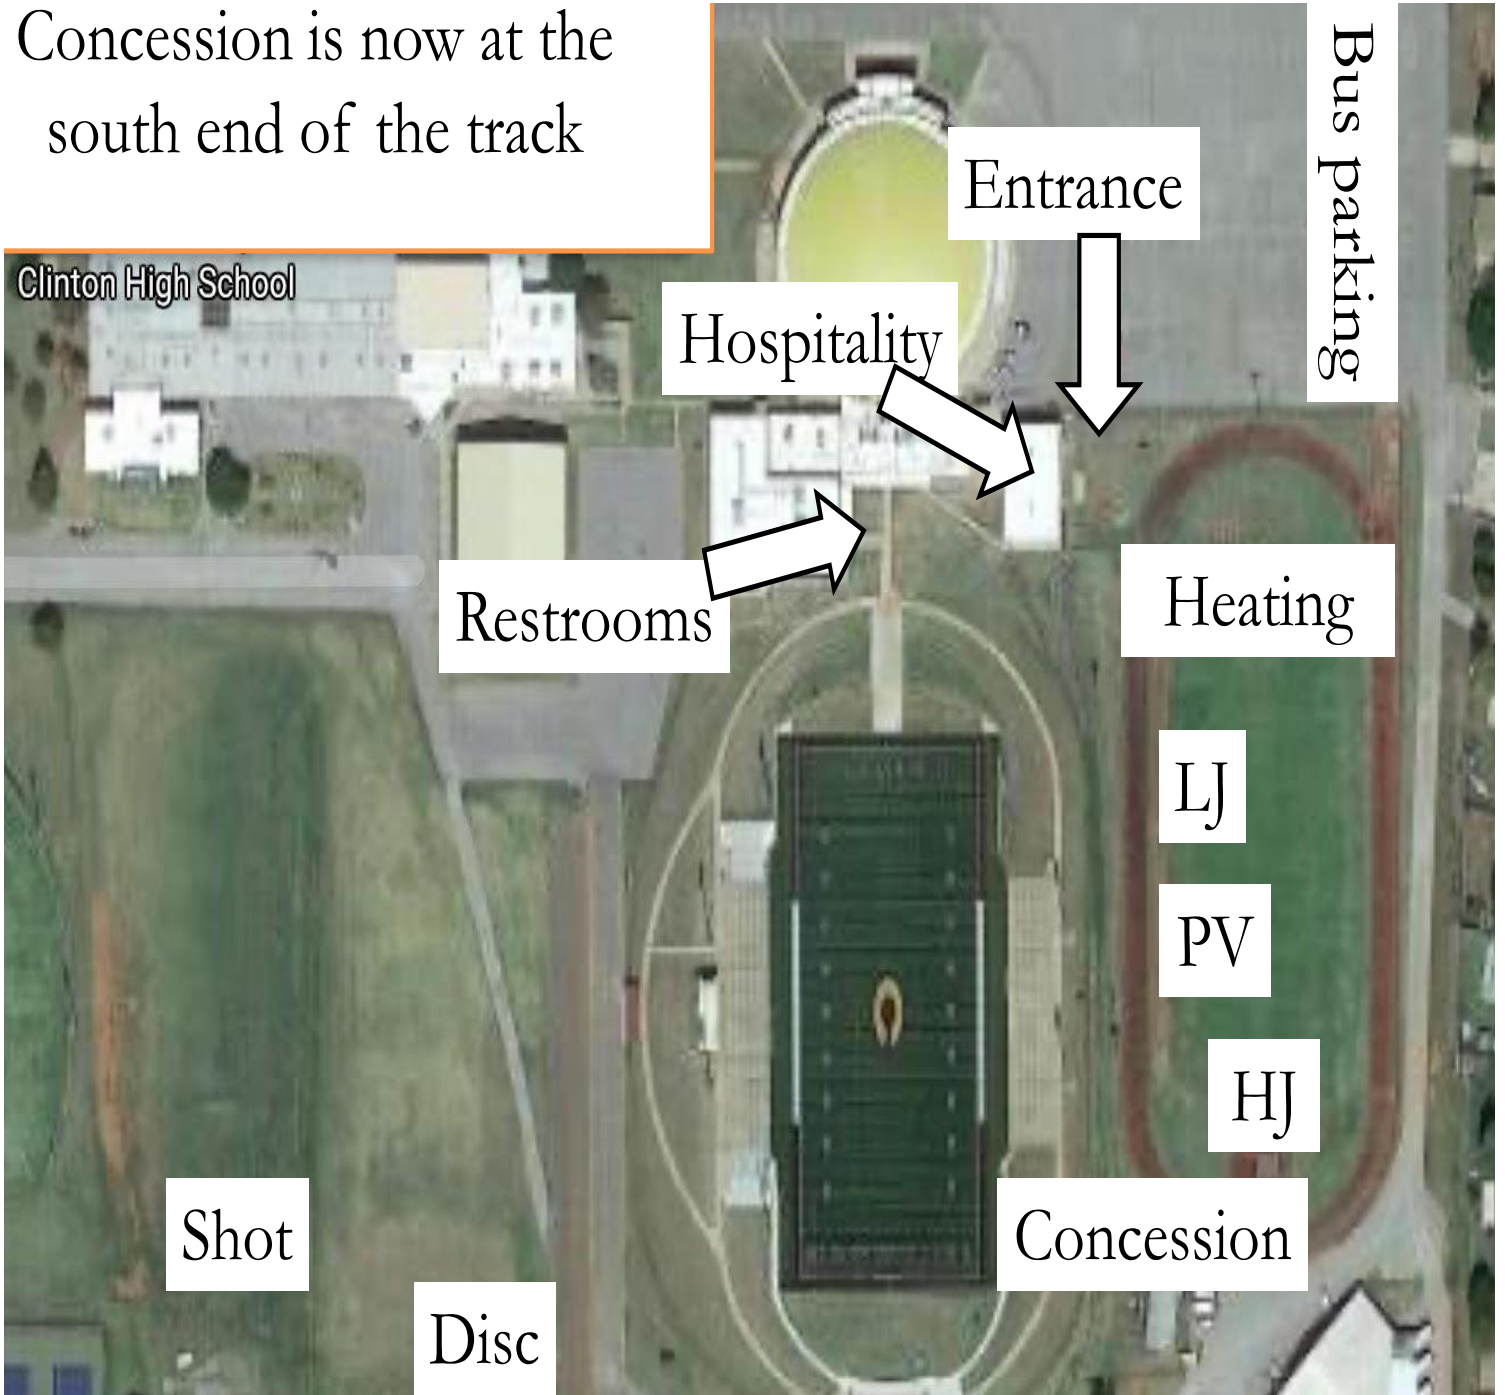 Concession is now at the
south end of the track
Bus parking
Entrance
Clinton High School
Hospitality
Restrooms
Heating
LJ
PV
HJ
Shot
Concession
Disc